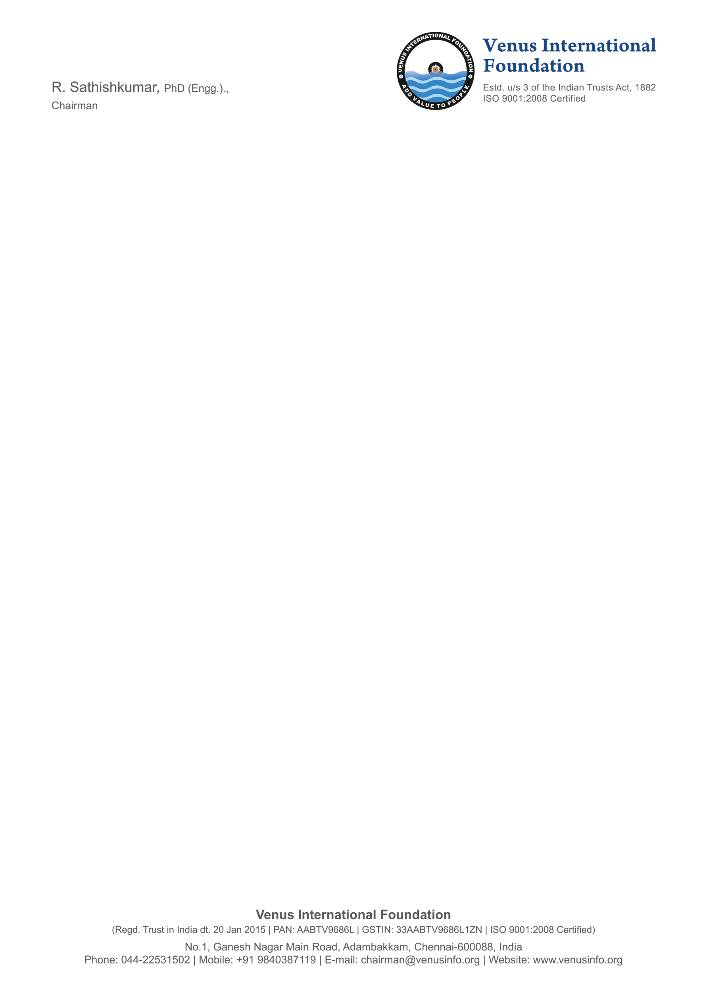 R. Sathishkumar, PhD (Engg.).,
Chairman
VENUS INTERNATIONAL FOUNDATION
ADD VALUE TO PEOPLE
Venus International
Foundation
Estd. u/s 3 of the Indian Trusts Act, 1882
ISO 9001:2008 Certified
Venus International Foundation
(Regd. Trust in India dt. 20 Jan 2015 | PAN: AABTV9686L | GSTIN: 33AABTV9686L1ZN | ISO 9001:2008 Certified)
No.1, Ganesh Nagar Main Road, Adambakkam, Chennai-600088, India
Phone: 044-22531502 | Mobile: +91 9840387119 | E-mail: chairman@venusinfo.org | Website: www.venusinfo.org